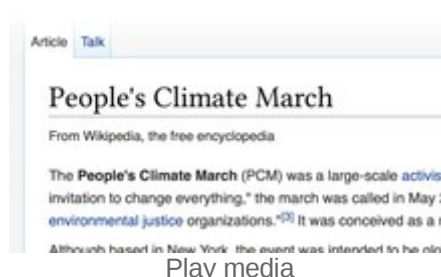 Article Talk
People's Climate March
From Wikipedia, the free encyclopedia
The People's Climate March (PCM) was a large-scale activis
invitation to change everything," the march was called in May 2
environmental justice organizations."[3] It was conceived as a
Although based in New York, the event was intended to be
Play media